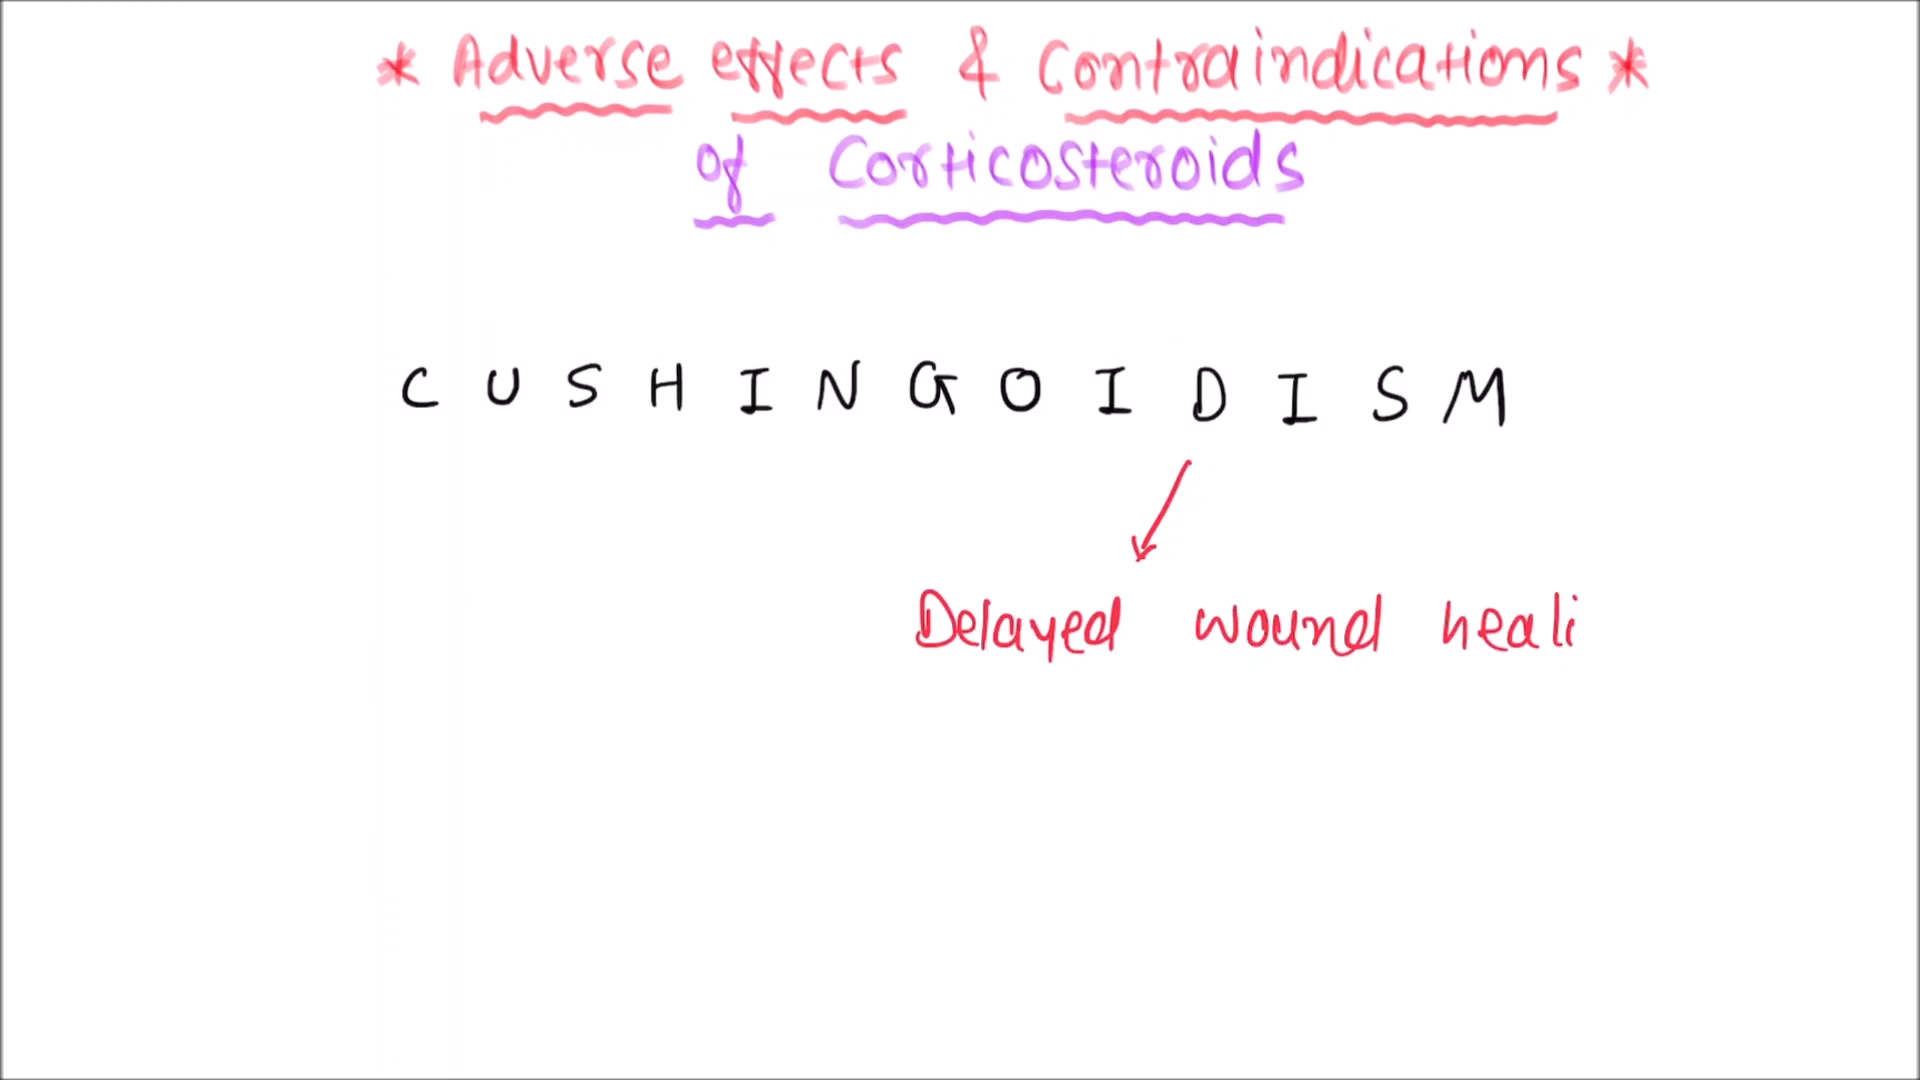 * Adverse effects & Contraindications *
of Corticosteroids
C U S H I N G O I D I S M
Delayed wound heali